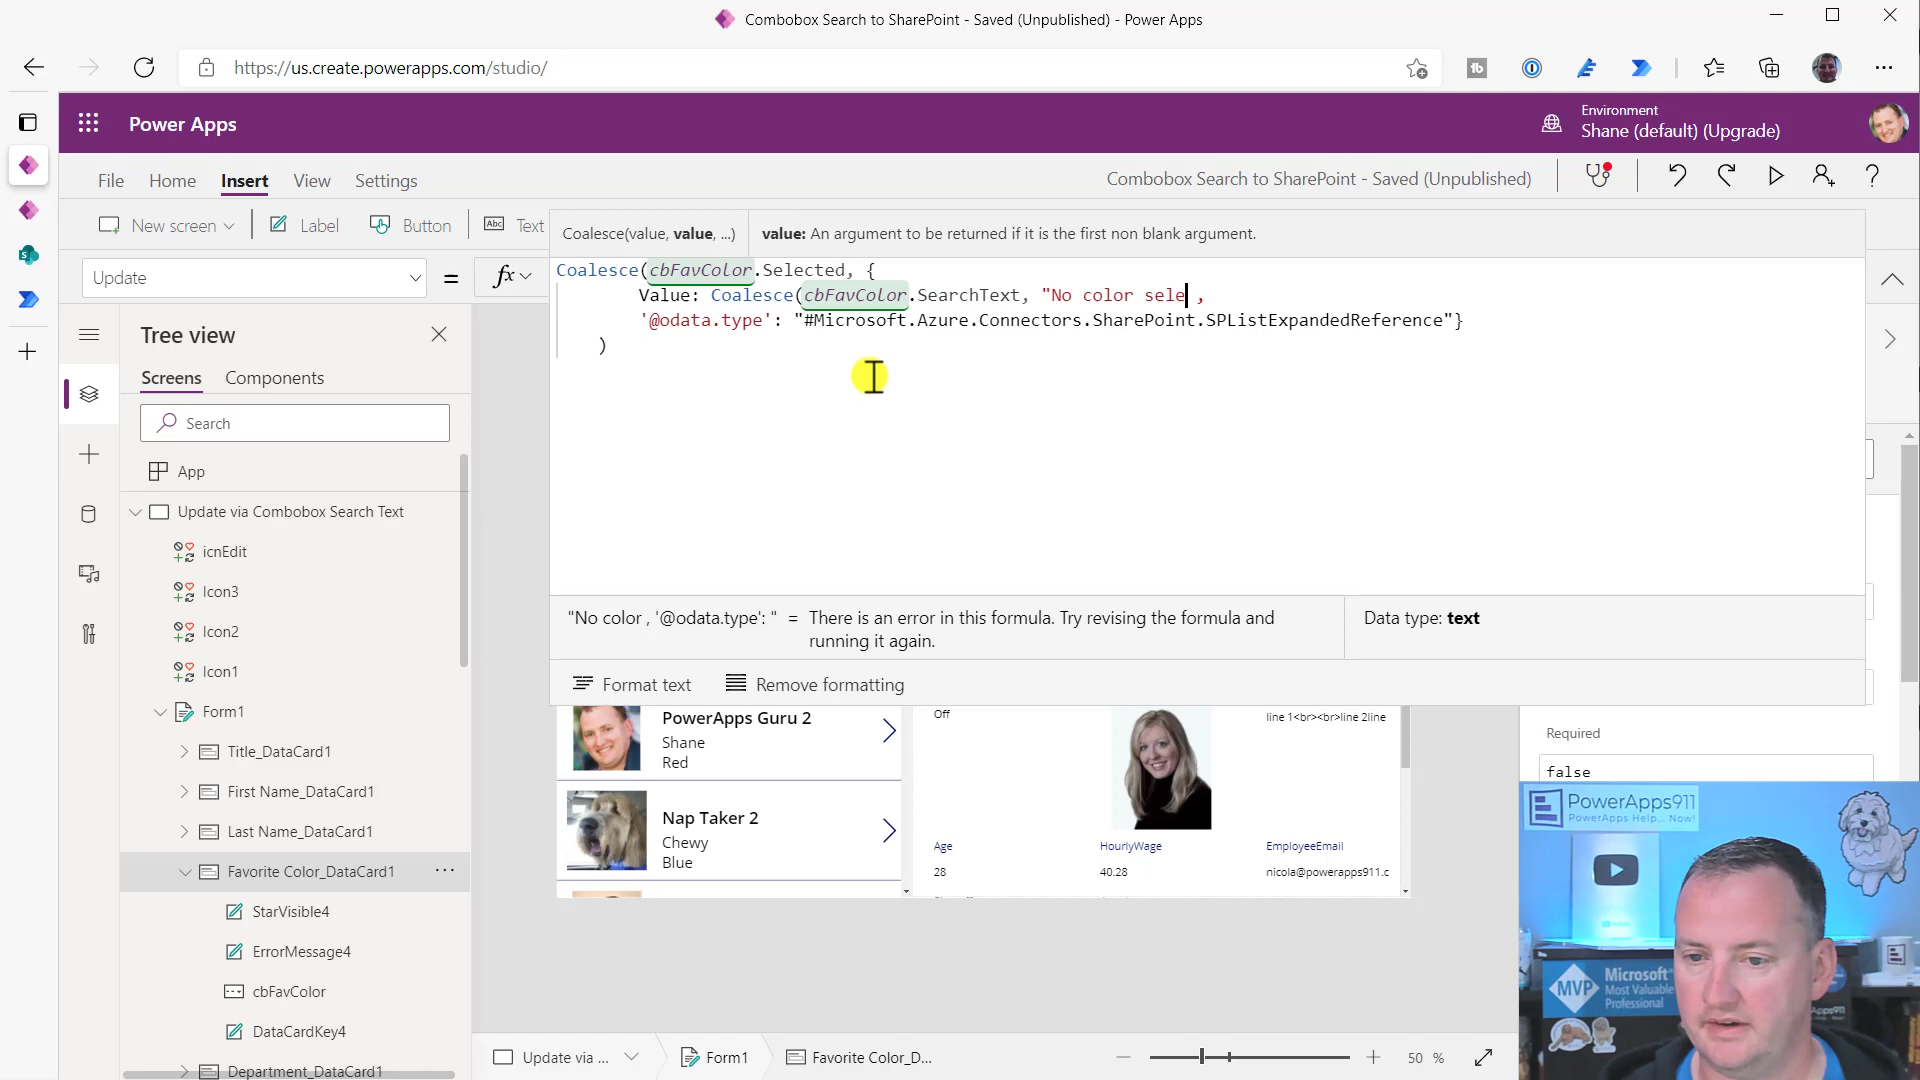 Combobox Search to SharePoint - Saved (Unpublished) - Power Apps
https://us.create.powerapps.com/studio/
Power Apps
Environment
Shane (default) (Upgrade)
File Home Insert View Settings
Combobox Search to SharePoint - Saved (Unpublished)
New screen Label Button Abc Text
Coalesce(value, value, ...) value: An argument to be returned if it is the first non blank argument.
Update = fx
Coalesce(cbFavColor.Selected, {
Value: Coalesce(cbFavColor.SearchText, "No color sele ,
'@odata.type': "#Microsoft.Azure.Connectors.SharePoint.SPListExpandedReference"}
)
Tree view
Screens Components
Search
App
Update via Combobox Search Text
icnEdit
Icon3
Icon2
Icon1
Form1
Title_DataCard1
First Name_DataCard1
Last Name_DataCard1
Favorite Color_DataCard1
StarVisible4
ErrorMessage4
cbFavColor
DataCardKey4
Department_DataCard1
"No color , '@odata.type': " = There is an error in this formula. Try revising the formula and
running it again.
Data type: text
Format text Remove formatting
PowerApps Guru 2
Shane
Red
Nap Taker 2
Chewy
Blue
Off
line 1<br><br>line 2line
Age HourlyWage EmployeeEmail
28 40.28 nicola@powerapps911.c
Required
false
PowerApps911
PowerApps Help... Now!
MVP
Microsoft
Most Valuable
Professional
Update via ... Form1 Favorite Color_D...
50 %